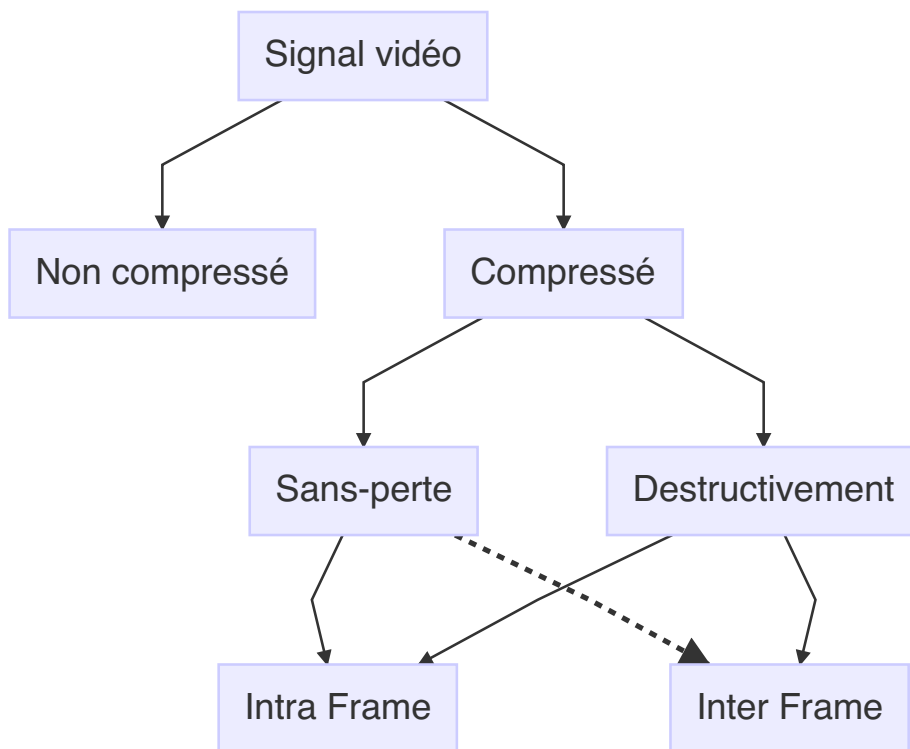 Signal vidéo
Non compressé
Compressé
Sans-perte
Destructivement
Intra Frame
Inter Frame